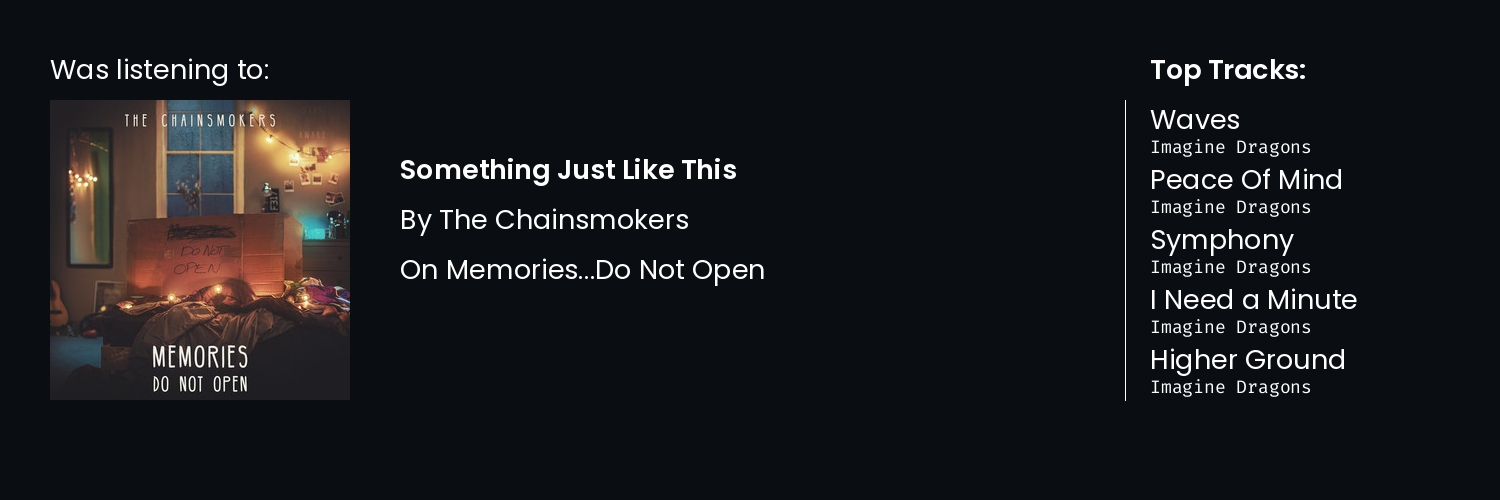 Was listening to:
THE CHAINSMOKERS
DO NOT
OPEN
MEMORIES
DO NOT OPEN
Something Just Like This
By The Chainsmokers
On Memories...Do Not Open
Top Tracks:
Waves
Imagine Dragons
Peace Of Mind
Imagine Dragons
Symphony
Imagine Dragons
I Need a Minute
Imagine Dragons
Higher Ground
Imagine Dragons